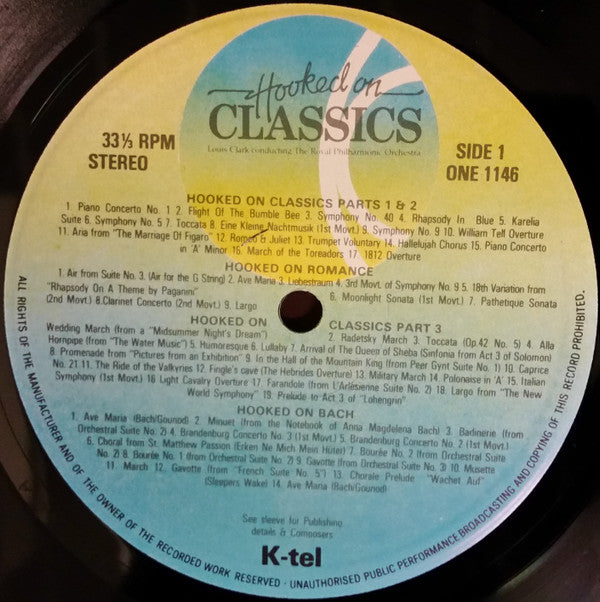 Hooked on
CLASSICS
Louis Clark conducting The Royal Philharmonic Orchestra
33⅓ RPM
STEREO
SIDE 1
ONE 1146
HOOKED ON CLASSICS PARTS 1 & 2
1. Piano Concerto No. 1 2. Flight Of The Bumble Bee 3. Symphony No. 40 4. Rhapsody In Blue 5. Karelia
Suite 6. Symphony No. 5 7. Toccata 8. Eine Kleine Nachtmusik (1st Movt.) 9. Symphony No. 9 10. William Tell Overture
11. Aria from "The Marriage Of Figaro" 12. Romeo & Juliet 13. Trumpet Voluntary 14. Hallelujah Chorus 15. Piano Concerto
in 'A' Minor 16. March of the Toreadors 17. 1812 Overture
HOOKED ON ROMANCE
1. Air from Suite No. 3. (Air for the G String) 2. Ave Maria 3. Liebestraum 4. 3rd Movt. of Symphony No. 9 5. 18th Variation from
"Rhapsody On A Theme by Paganini" 6. Moonlight Sonata (1st Movt.) 7. Pathetique Sonata
(2nd Movt.) 8. Clarinet Concerto (2nd Movt.) 9. Largo
HOOKED ON CLASSICS PART 3
Wedding March (from a "Midsummer Night's Dream") 2. Radetsky March 3. Toccata (Op.42 No. 5) 4. Alla
Hornpipe (from "The Water Music") 5. Humoresque 6. Lullaby 7. Arrival of The Queen of Sheba (Sinfonia from Act 3 of Solomon)
8. Promenade from "Pictures from an Exhibition" 9. In the Hall of the Mountain King (from Peer Gynt Suite No. 1) 10. Caprice
No. 21. 11. The Ride of the Valkyries 12. Fingle's cave (the Hebrides Overture) 13. Military March 14. Polonaise in 'A' 15. Italian
Symphony (1st Movt.) 16. Light Cavalry Overture 17. Farandole (from L'Arlésienne Suite No. 2) 18. Largo from "The New
World Symphony" 19. Prelude to Act 3 of "Lohengrin"
HOOKED ON BACH
1. Ave Maria (Bach/Gounod) 2. Minuet (from the Notebook of Anna Magdelena Bach) 3. Badinerie (from
Orchestral Suite No. 2) 4. Brandenburg Concerto No. 3 (1st Movt.) 5. Brandenburg Concerto No. 2 (1st Movt.)
6. Choral from St. Matthew Passion (Erken Ne Mich Mein Hüter) 7. Bourée No. 2 (from Orchestral Suite
No. 2) 8. Bourée No. 1 (from Orchestral Suite No. 2) 9. Gavotte (from Orchestral Suite No. 3) 10. Musette
11. March 12. Gavotte (from "French Suite No. 5") 13. Chorale Prelude "Wachet Auf"
(Sleepers Wake) 14. Ave Maria (Bach/Gounod)
See sleeve for Publishing
details & Composers
K-tel
ALL RIGHTS OF THE MANUFACTURER AND OF THE OWNER OF THE RECORDED WORK RESERVED · UNAUTHORISED PUBLIC PERFORMANCE BROADCASTING AND COPYING OF THIS RECORD PROHIBITED.